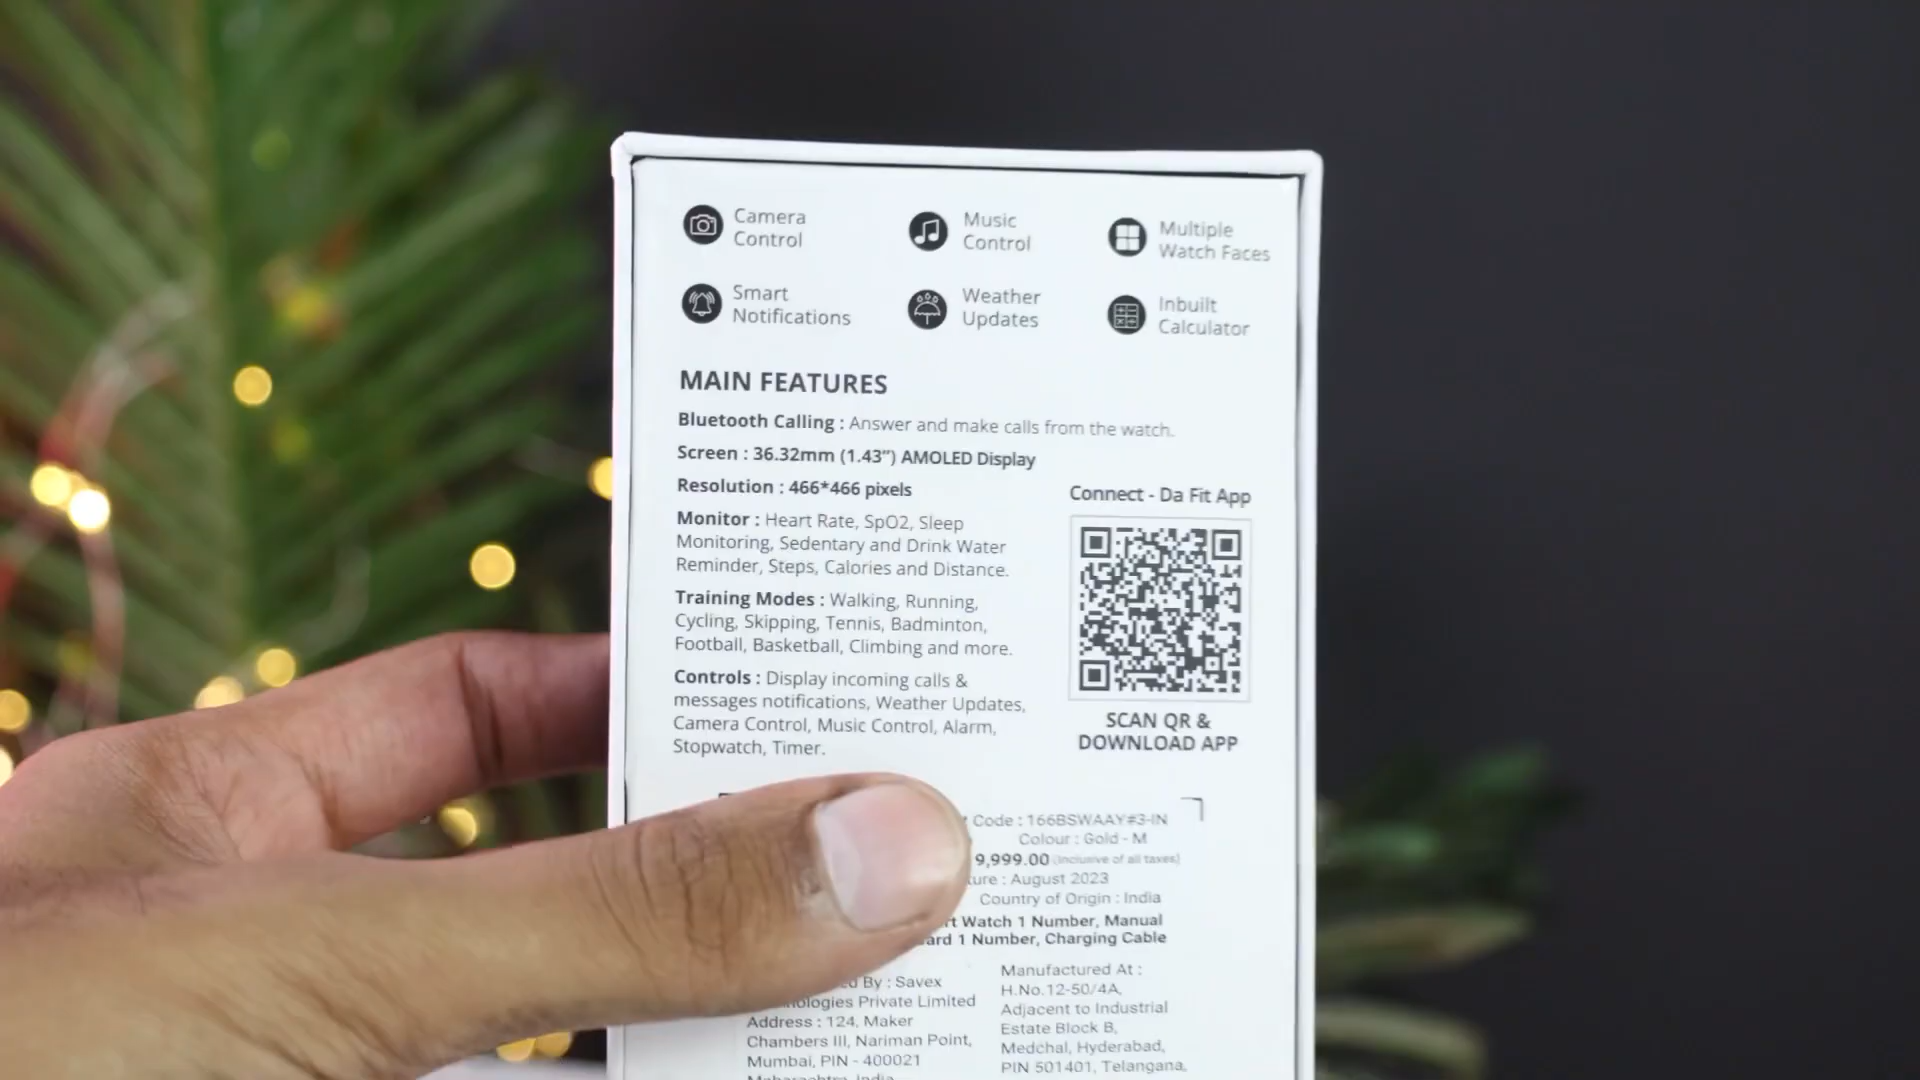 Camera
Control
Music
Control
Multiple
Watch Faces
Smart
Notifications
Weather
Updates
Inbuilt
Calculator
MAIN FEATURES
Bluetooth Calling : Answer and make calls from the watch.
Screen : 36.32mm (1.43”) AMOLED Display
Resolution : 466*466 pixels
Monitor : Heart Rate, SpO2, Sleep
Monitoring, Sedentary and Drink Water
Reminder, Steps, Calories and Distance.
Training Modes : Walking, Running,
Cycling, Skipping, Tennis, Badminton,
Football, Basketball, Climbing and more.
Controls : Display incoming calls &
messages notifications, Weather Updates,
Camera Control, Music Control, Alarm,
Stopwatch, Timer.
Connect - Da Fit App
SCAN QR &
DOWNLOAD APP
Code : 166BSWAAY#3-IN
Colour : Gold - M
9,999.00 (Inclusive of all taxes)
: August 2023
Country of Origin : India
Watch 1 Number, Manual
1 Number, Charging Cable
By : Savex
Private Limited
Address : 124, Maker
Chambers III, Nariman Point,
Mumbai, PIN - 400021
Manufactured At :
H.No.12-50/4A,
Adjacent to Industrial
Estate Block B,
Medchal, Hyderabad,
PIN 501401, Telangana,